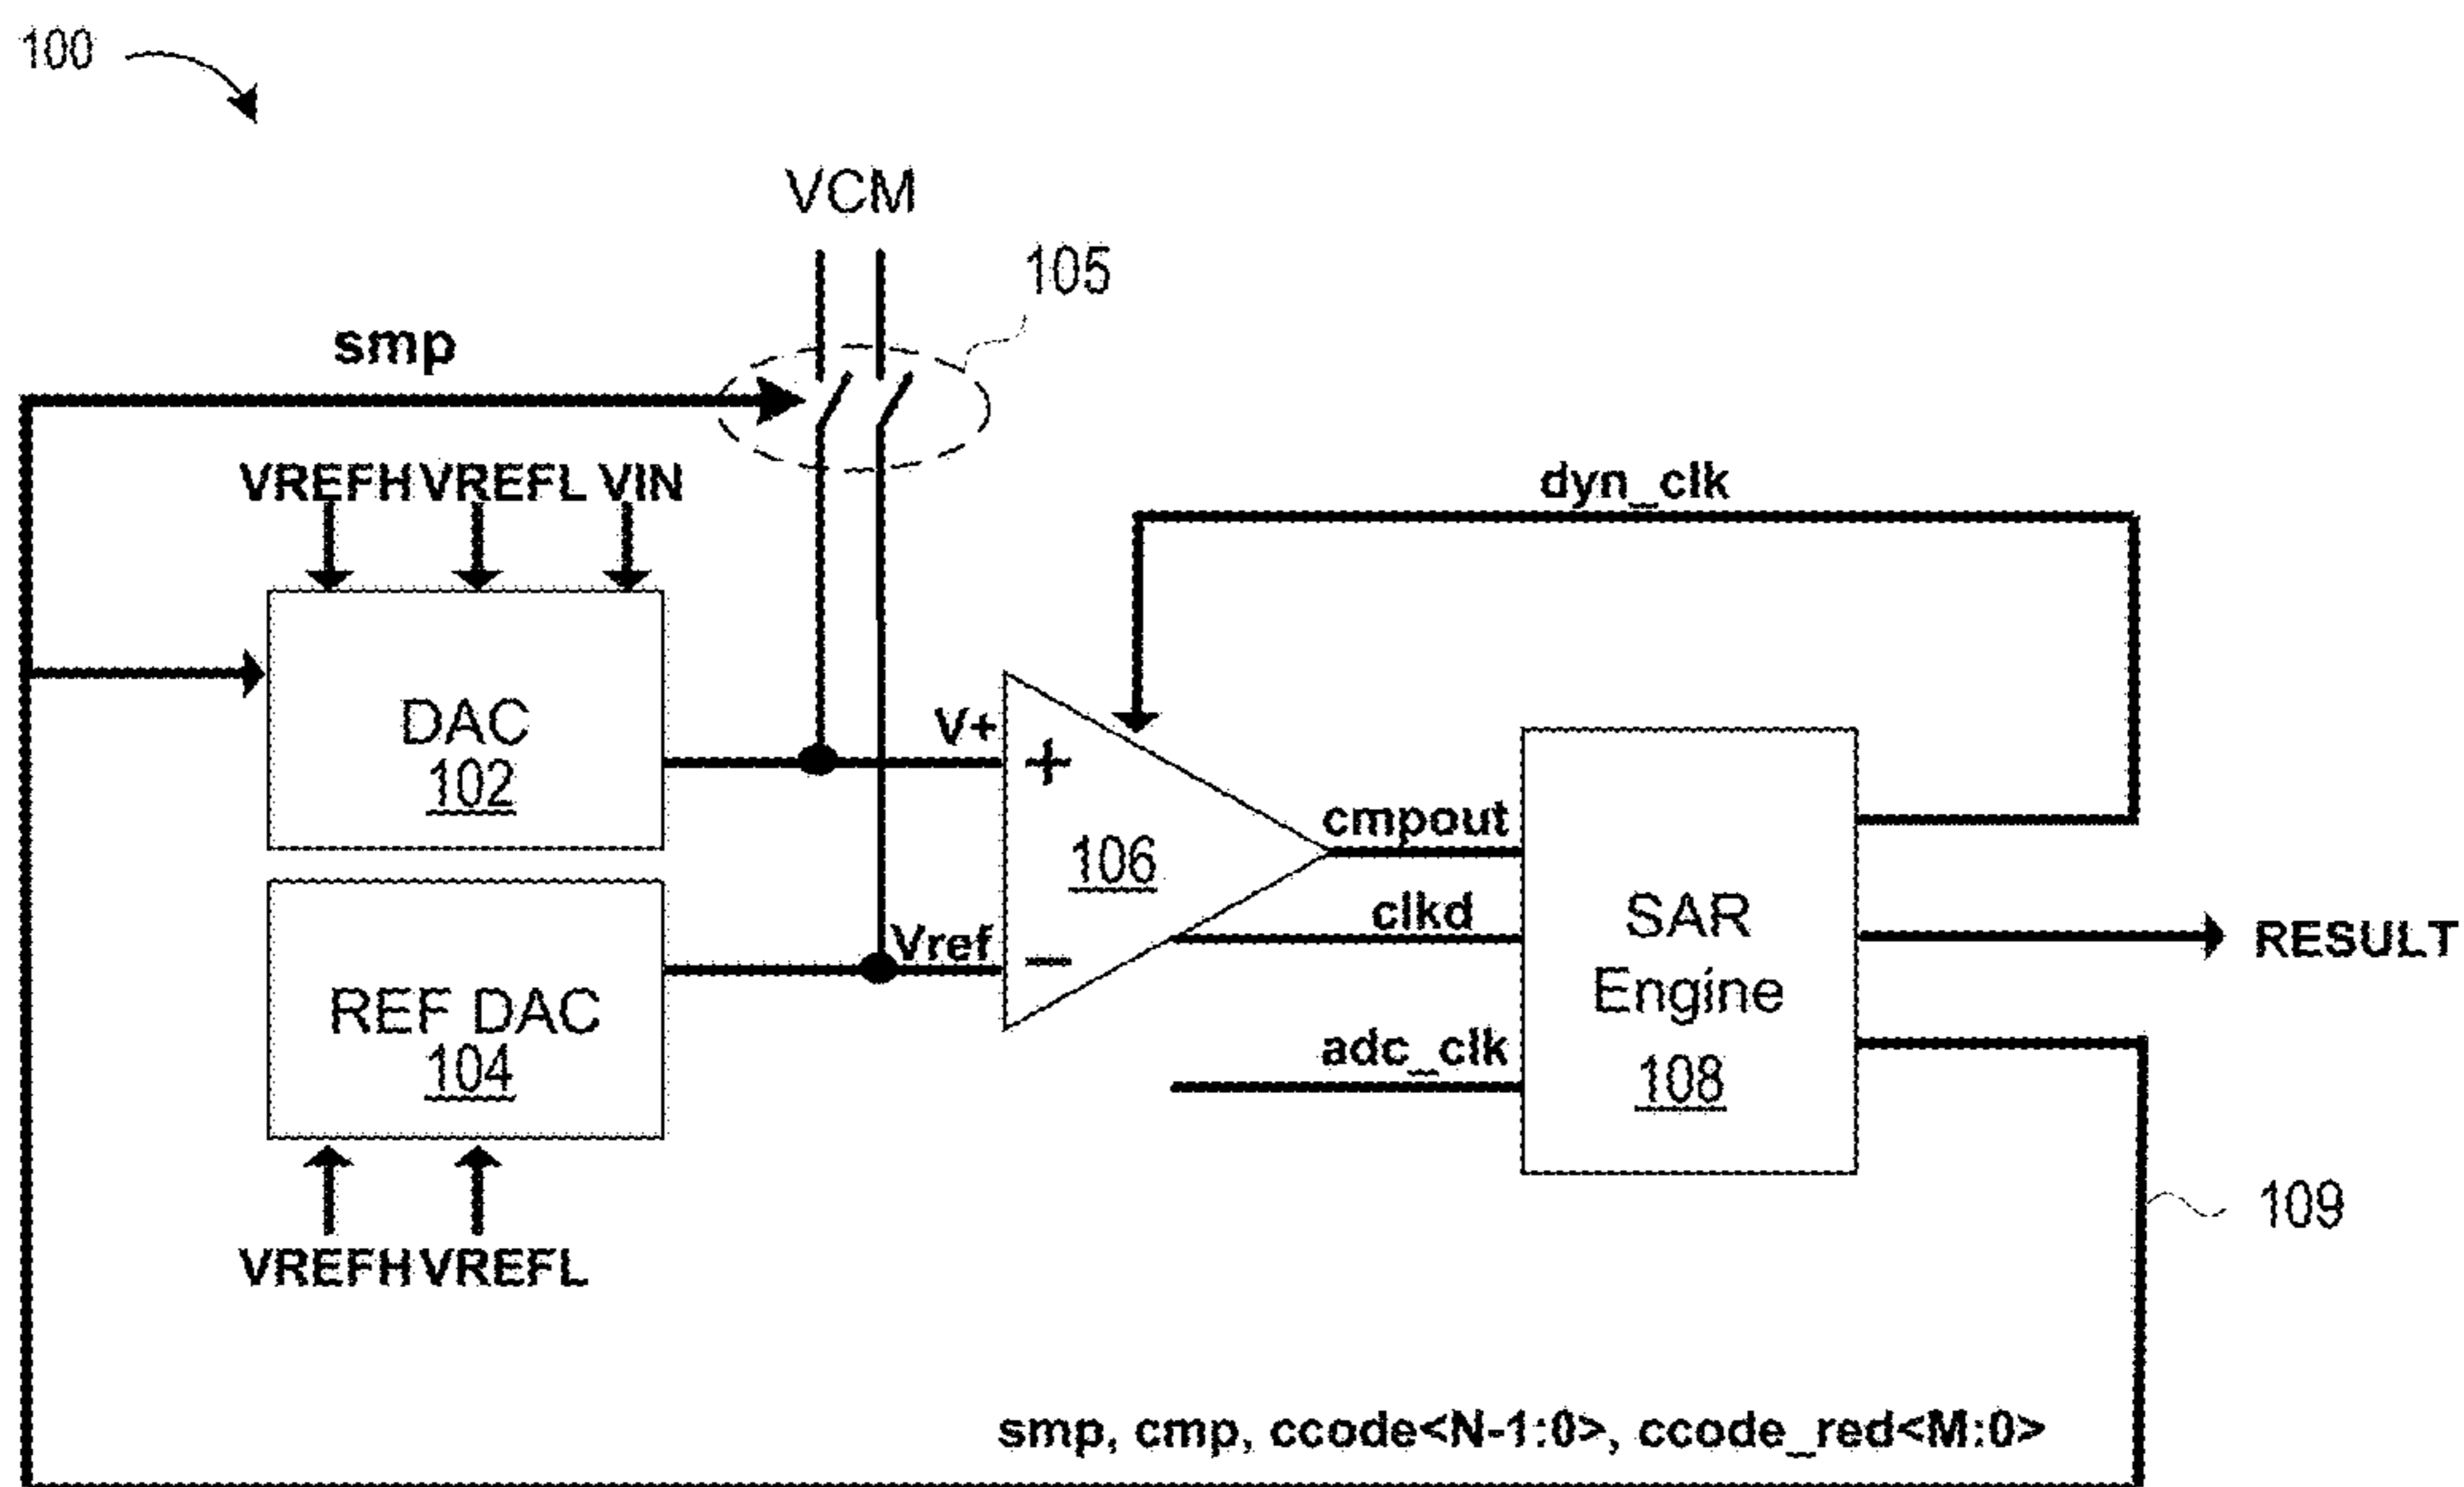 100
VCM
105
smp
VREFH VREFL VIN
dyn_clk
DAC
102
V+
+
cmpout
106
clkd
SAR
Engine
108
RESULT
Vref
−
REF DAC
104
adc_clk
109
VREFH VREFL
smp, cmp, ccode<N-1:0>, ccode_red<M:0>